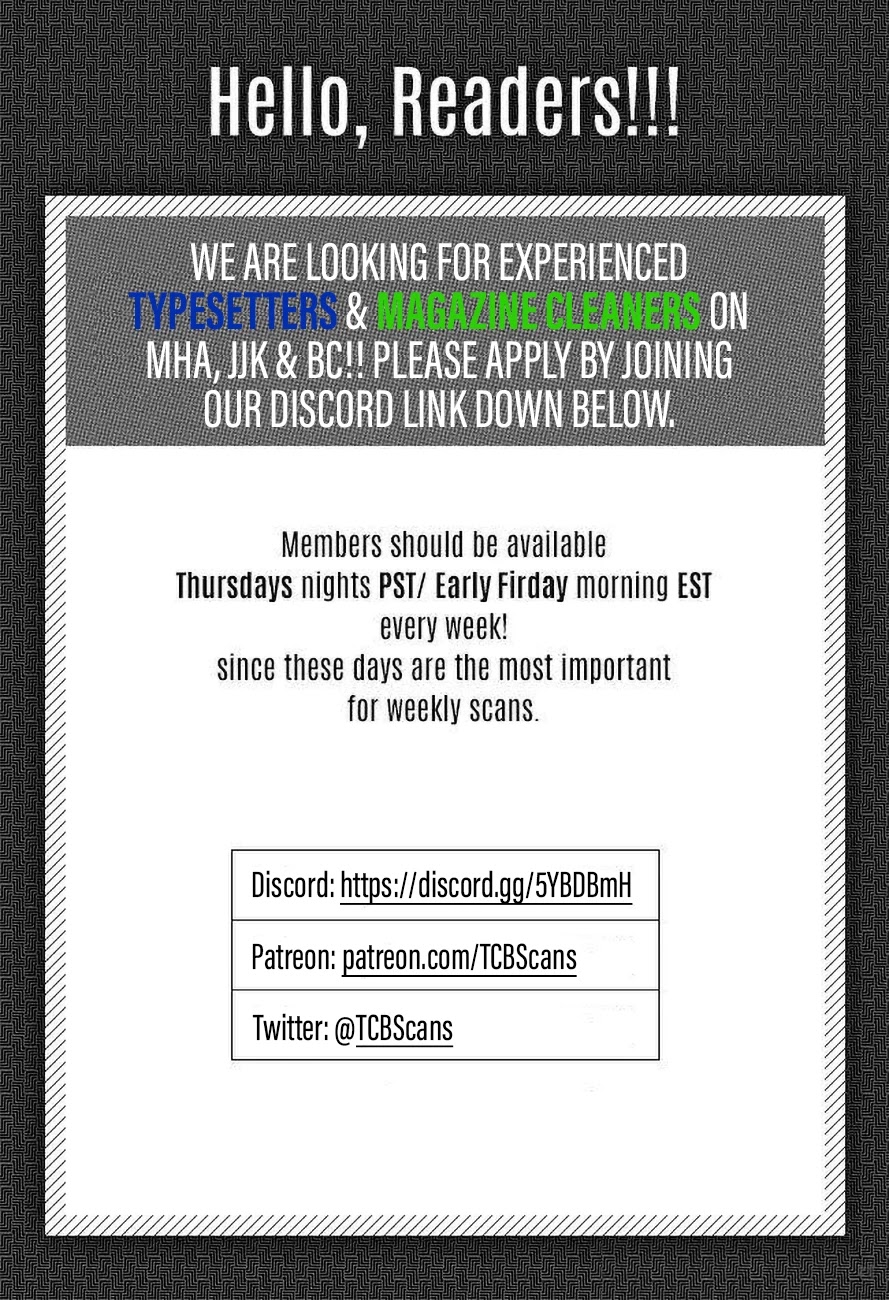 Hello, Readers!!!
WE ARE LOOKING FOR EXPERIENCED
TYPESETTERS & MAGAZINE CLEANERS ON
MHA, JJK & BC!! PLEASE APPLY BY JOINING
OUR DISCORD LINK DOWN BELOW.
Members should be available
Thursdays nights PST/ Early Firday morning EST
every week!
since these days are the most important
for weekly scans.
Discord: https://discord.gg/5YBDBmH
Patreon: patreon.com/TCBScans
Twitter: @TCBScans